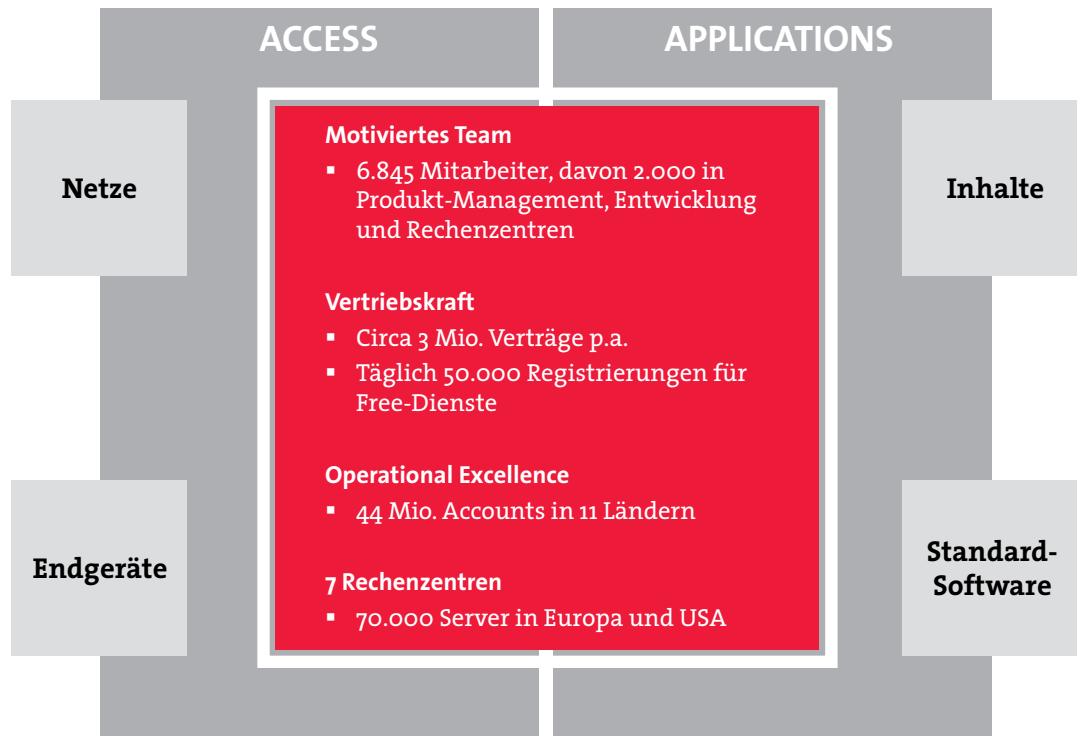 ACCESS
APPLICATIONS
Netze
Endgeräte
Motiviertes Team
▪ 6.845 Mitarbeiter, davon 2.000 in
Produkt-Management, Entwicklung
und Rechenzentren
Vertriebskraft
▪ Circa 3 Mio. Verträge p.a.
▪ Täglich 50.000 Registrierungen für
Free-Dienste
Operational Excellence
▪ 44 Mio. Accounts in 11 Ländern
7 Rechenzentren
▪ 70.000 Server in Europa und USA
Inhalte
Standard-
Software